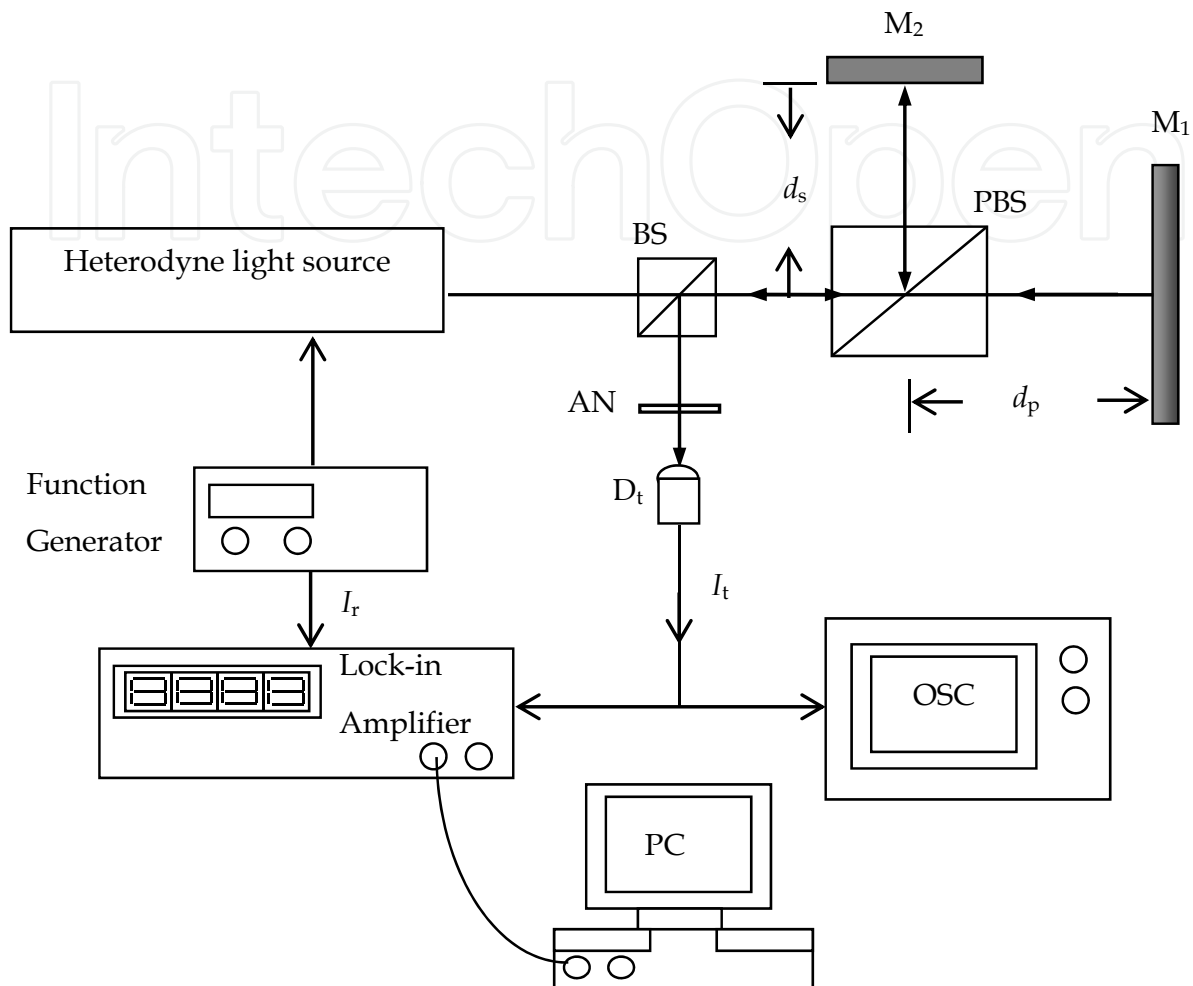 IntechOpen
M₂
M₁
dₛ
PBS
BS
Heterodyne light source
AN
dₚ
Function
Generator
Dₜ
Iᵣ
Iₜ
Lock-in
Amplifier
OSC
PC